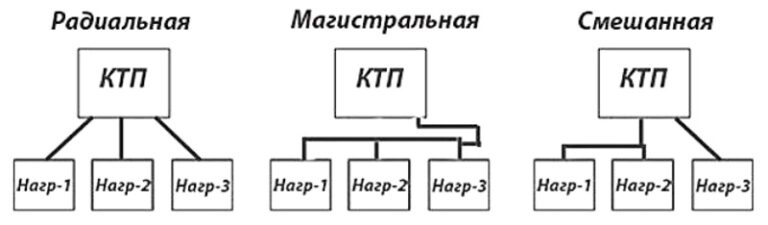 Радиальная
Магистральная
Смешанная
КТП
КТП
КТП
Нагр-1
Нагр-2
Нагр-3
Нагр-1
Нагр-2
Нагр-3
Нагр-1
Нагр-2
Нагр-3